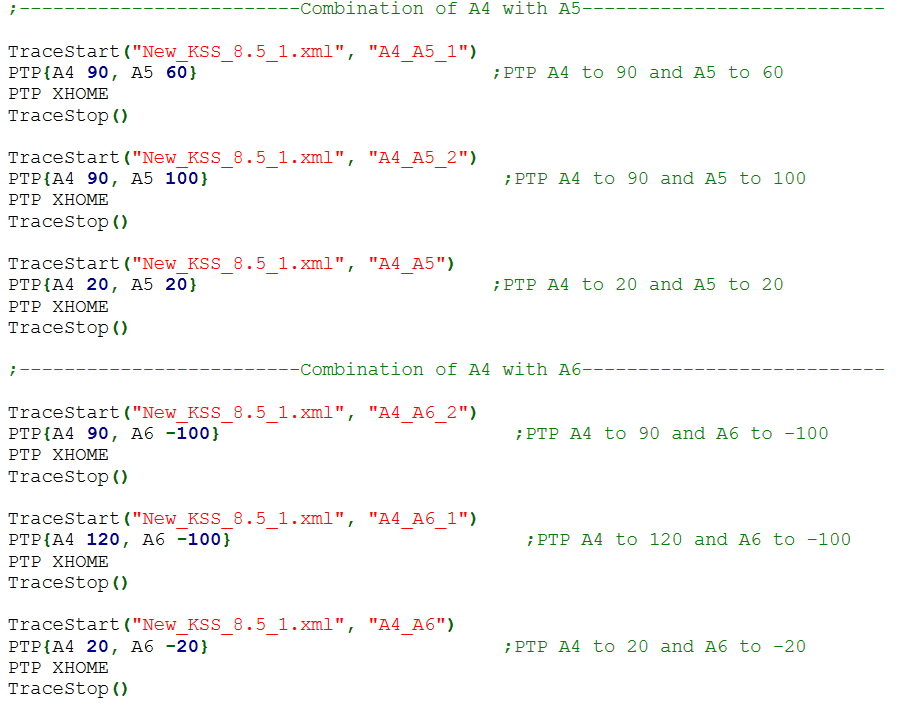 ;-------------------------Combination of A4 with A5---------------------------
TraceStart("New_KSS_8.5_1.xml", "A4_A5_1")
PTP{A4 90, A5 60} ;PTP A4 to 90 and A5 to 60
PTP XHOME
TraceStop()
TraceStart("New_KSS_8.5_1.xml", "A4_A5_2")
PTP{A4 90, A5 100} ;PTP A4 to 90 and A5 to 100
PTP XHOME
TraceStop()
TraceStart("New_KSS_8.5_1.xml", "A4_A5")
PTP{A4 20, A5 20} ;PTP A4 to 20 and A5 to 20
PTP XHOME
TraceStop()
;-------------------------Combination of A4 with A6---------------------------
TraceStart("New_KSS_8.5_1.xml", "A4_A6_2")
PTP{A4 90, A6 -100} ;PTP A4 to 90 and A6 to -100
PTP XHOME
TraceStop()
TraceStart("New_KSS_8.5_1.xml", "A4_A6_1")
PTP{A4 120, A6 -100} ;PTP A4 to 120 and A6 to -100
PTP XHOME
TraceStop()
TraceStart("New_KSS_8.5_1.xml", "A4_A6")
PTP{A4 20, A6 -20} ;PTP A4 to 20 and A6 to -20
PTP XHOME
TraceStop()